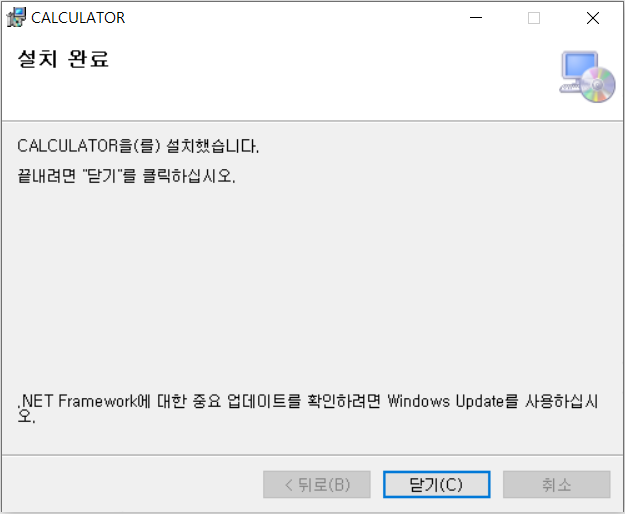 CALCULATOR
설치 완료
CALCULATOR을(를) 설치했습니다.
끝내려면 "닫기"를 클릭하십시오.
.NET Framework에 대한 중요 업데이트를 확인하려면 Windows Update를 사용하십시
오.
< 뒤로(B) 닫기(C) 취소